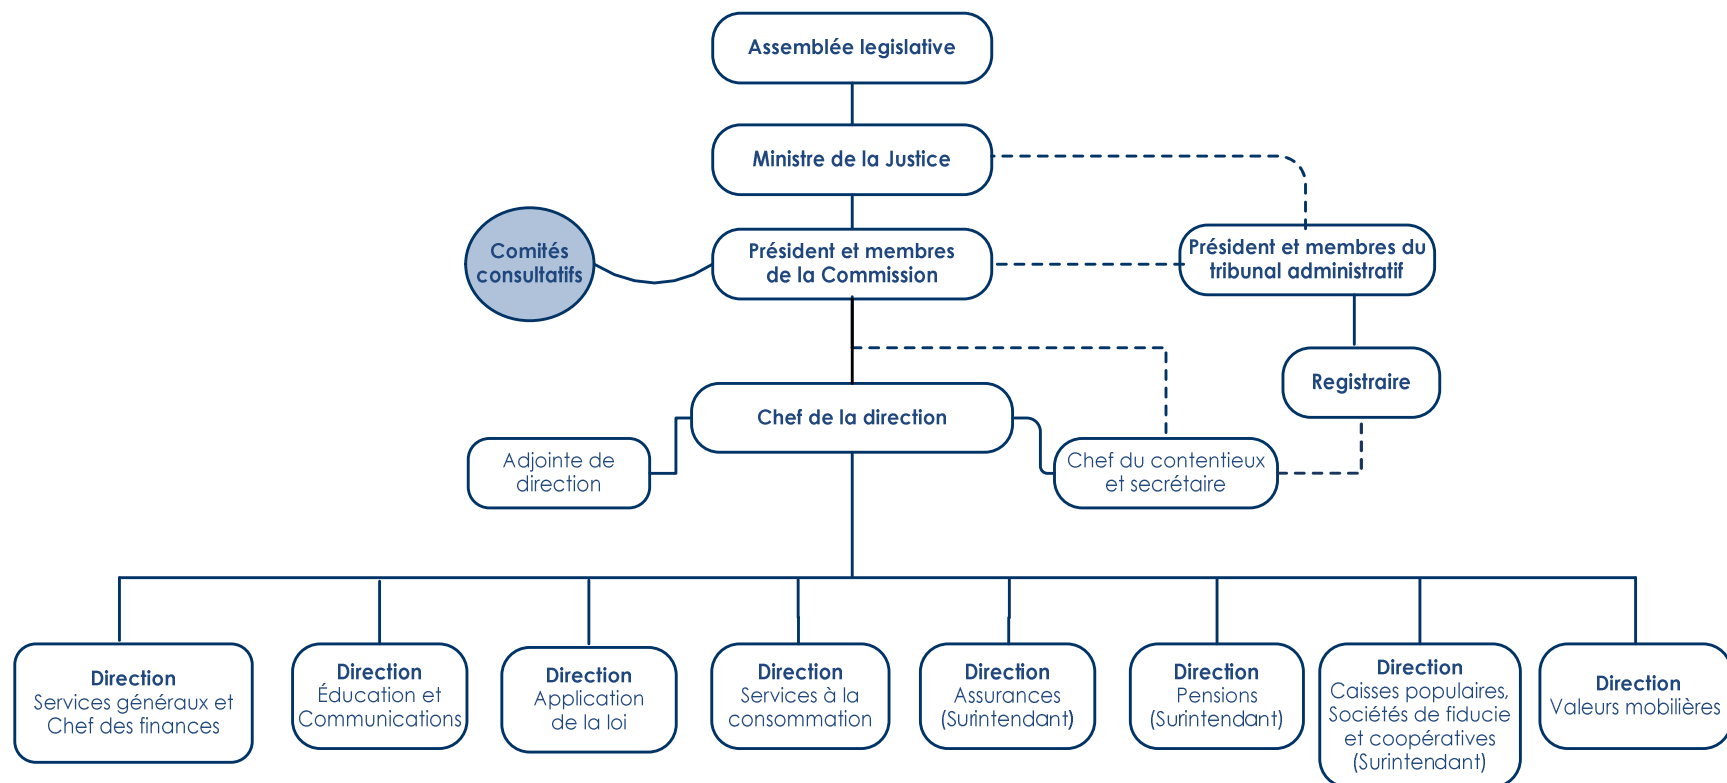 Assemblée legislative
Ministre de la Justice
Comités
consultatifs
Président et membres
de la Commission
Président et membres du
tribunal administratif
Registraire
Chef de la direction
Adjointe de
direction
Chef du contentieux
et secrétaire
Direction
Services généraux et
Chef des finances
Direction
Éducation et
Communications
Direction
Application
de la loi
Direction
Services à la
consommation
Direction
Assurances
(Surintendant)
Direction
Pensions
(Surintendant)
Direction
Caisses populaires,
Sociétés de fiducie
et coopératives
(Surintendant)
Direction
Valeurs mobilières